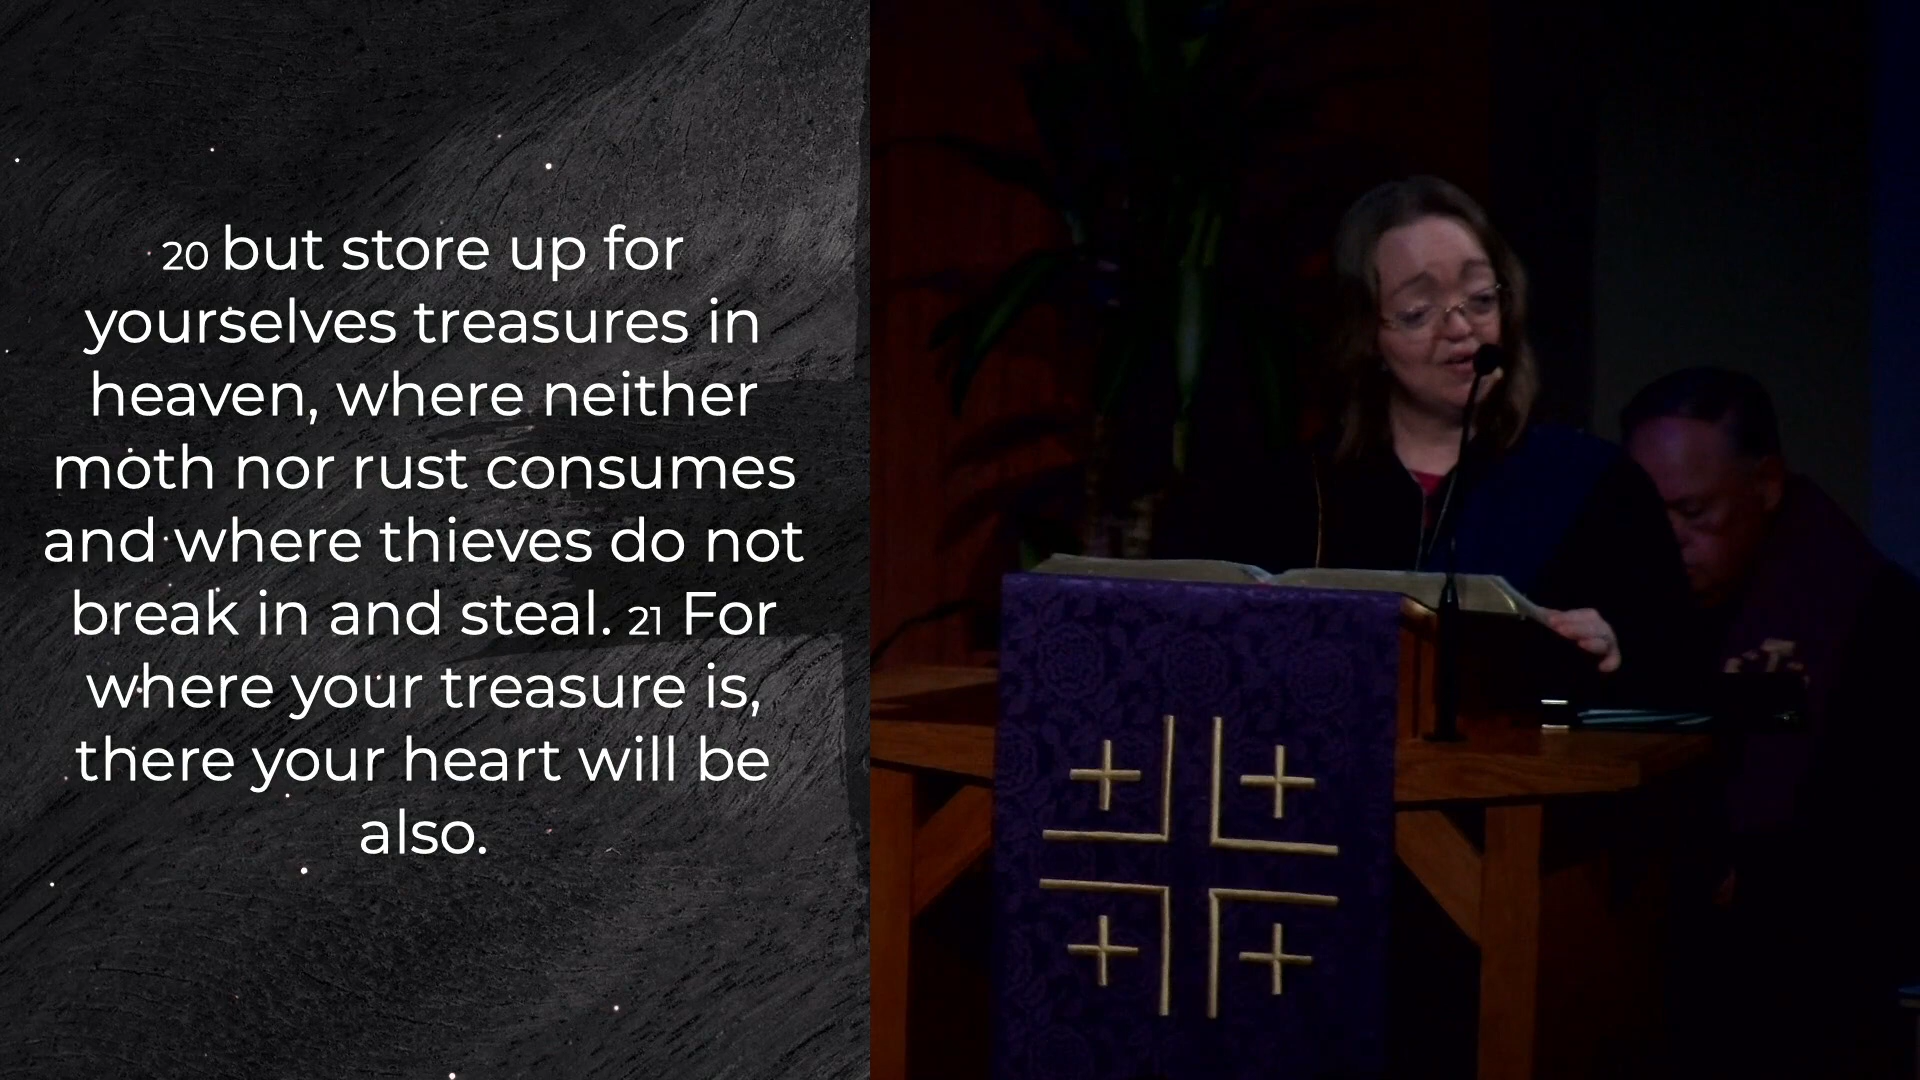 20 but store up for
yourselves treasures in
heaven, where neither
moth nor rust consumes
and where thieves do not
break in and steal. 21 For
where your treasure is,
there your heart will be
also.